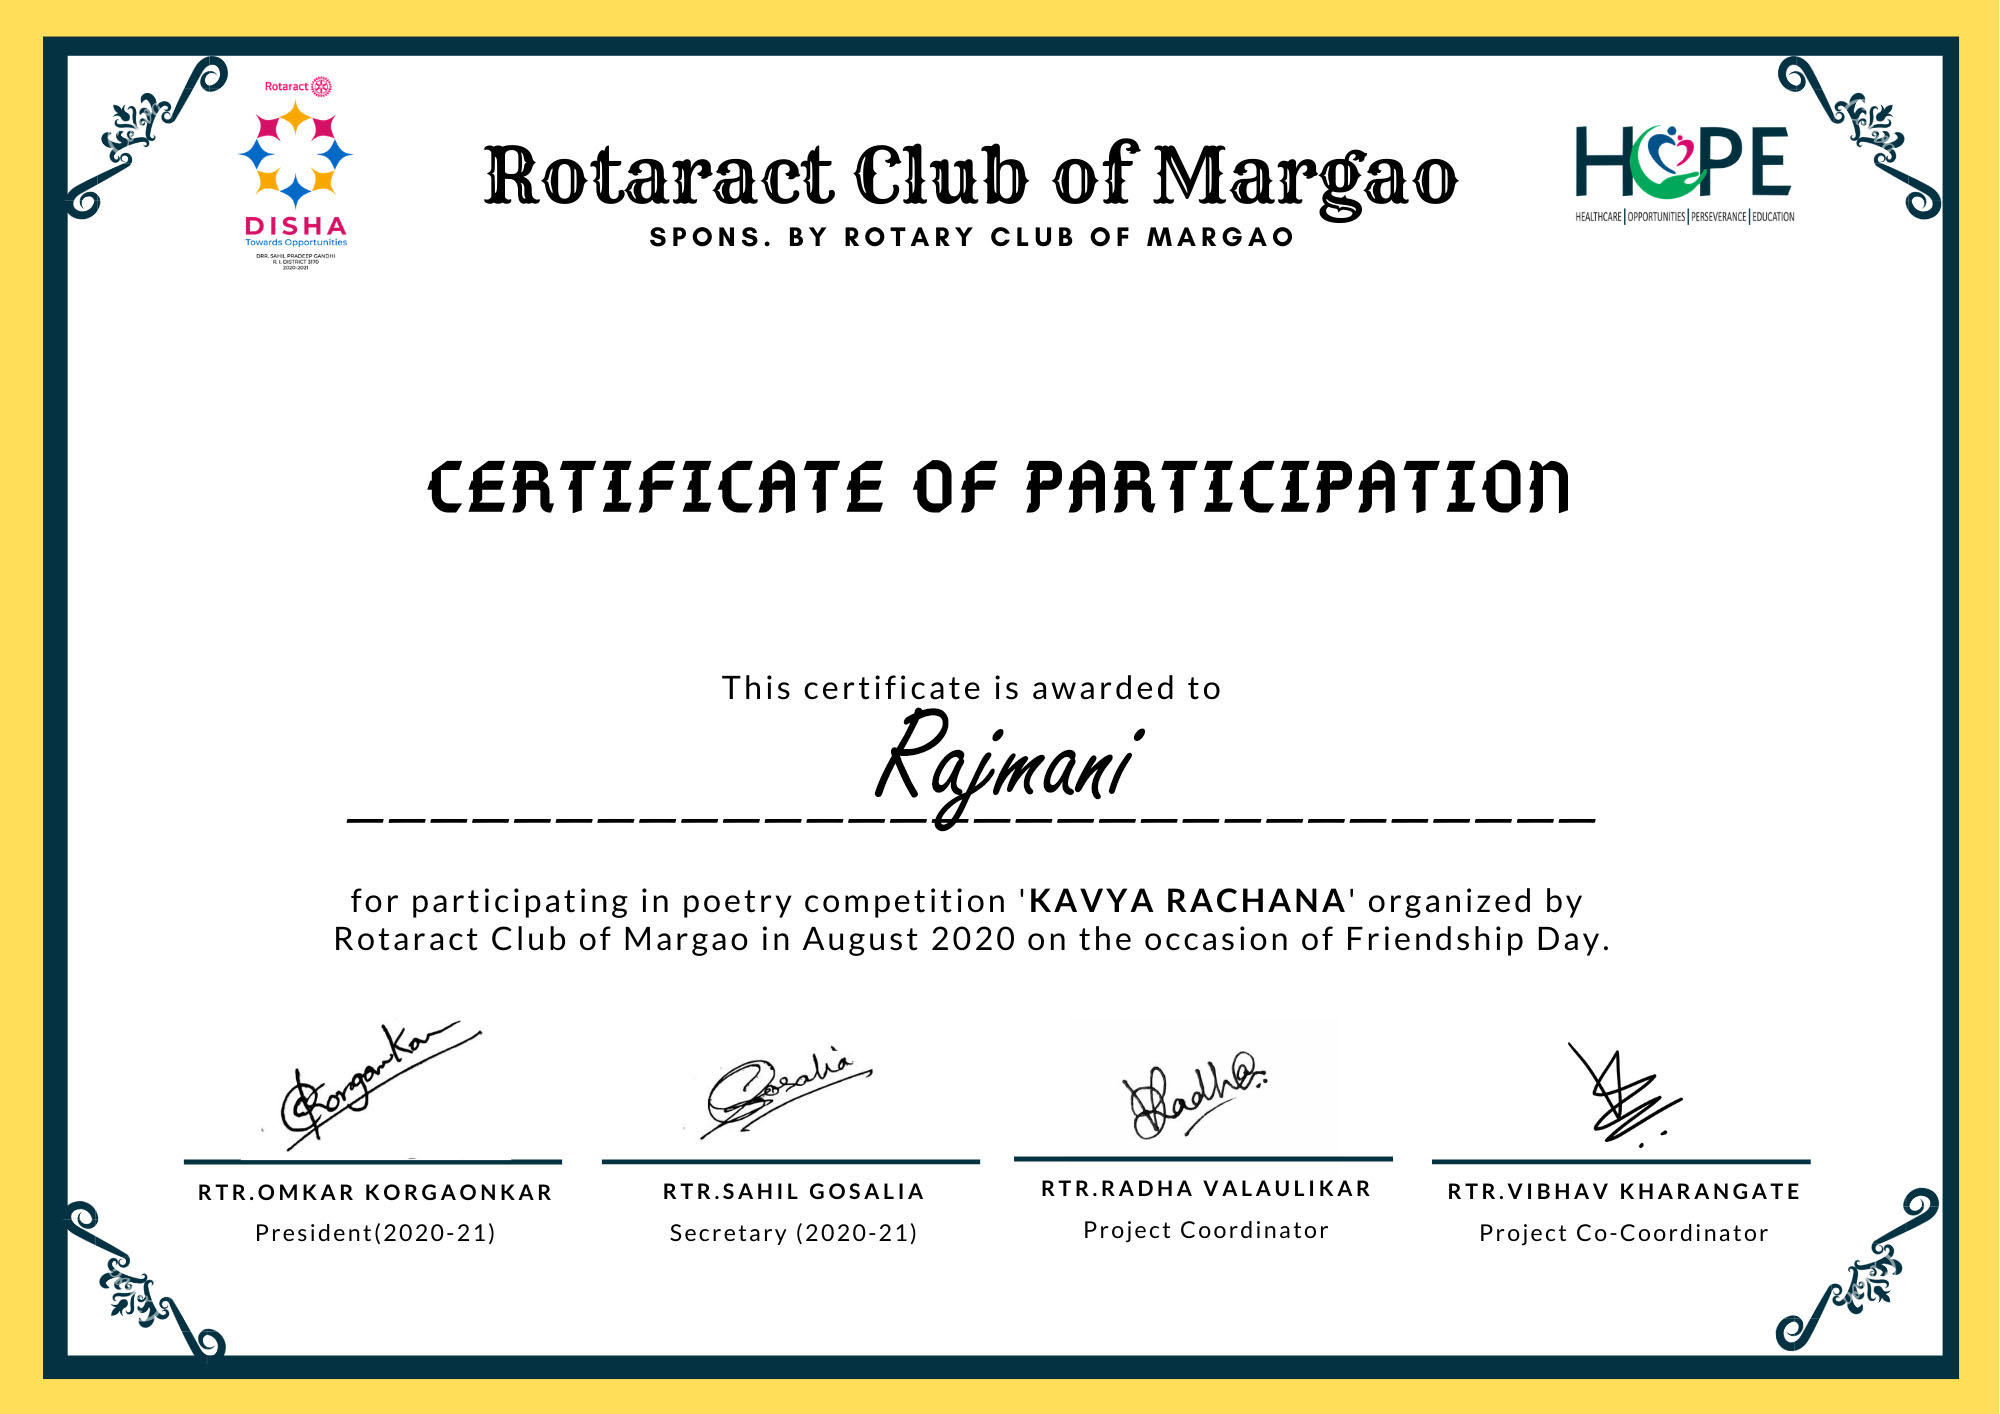 Rotaract
DISHA
Towards Opportunities
DRR. SAHIL PRADEEP GANDHI
R. I. DISTRICT 3170
2020-2021
Rotaract Club of Margao
SPONS. BY ROTARY CLUB OF MARGAO
HOPE
HEALTHCARE | OPPORTUNITIES | PERSEVERANCE | EDUCATION
CERTIFICATE OF PARTICIPATION
This certificate is awarded to
Rajmani
for participating in poetry competition 'KAVYA RACHANA' organized by
Rotaract Club of Margao in August 2020 on the occasion of Friendship Day.
Korgankar
Gosalia
Radha
RTR.OMKAR KORGAONKAR
President(2020-21)
RTR.SAHIL GOSALIA
Secretary (2020-21)
RTR.RADHA VALAULIKAR
Project Coordinator
RTR.VIBHAV KHARANGATE
Project Co-Coordinator